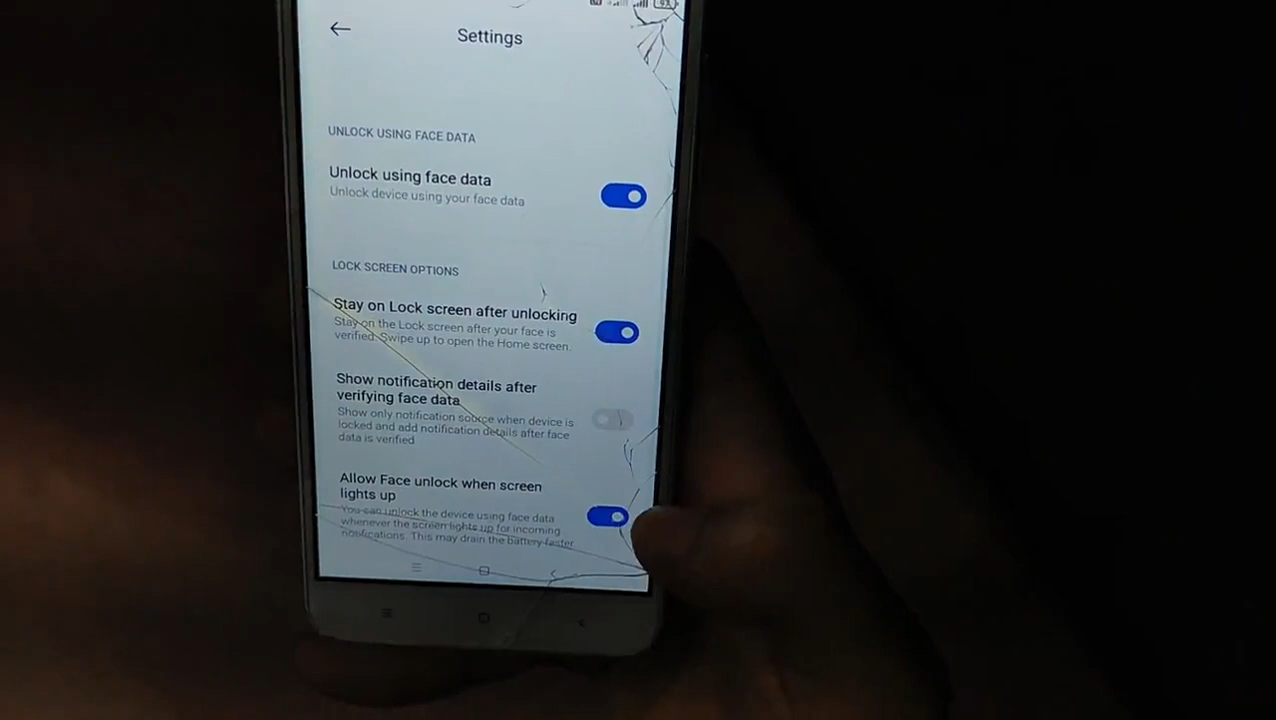 Settings
UNLOCK USING FACE DATA
Unlock using face data
Unlock device using your face data
LOCK SCREEN OPTIONS
Stay on Lock screen after unlocking
Stay on the Lock screen after your face is
verified. Swipe up to open the Home screen.
Show notification details after
verifying face data
Show only notification source when device is
locked and add notification details after face
data is verified
Allow Face unlock when screen
lights up
You can unlock the device using face data
whenever the screen lights up for incoming
notifications. This may drain the battery faster